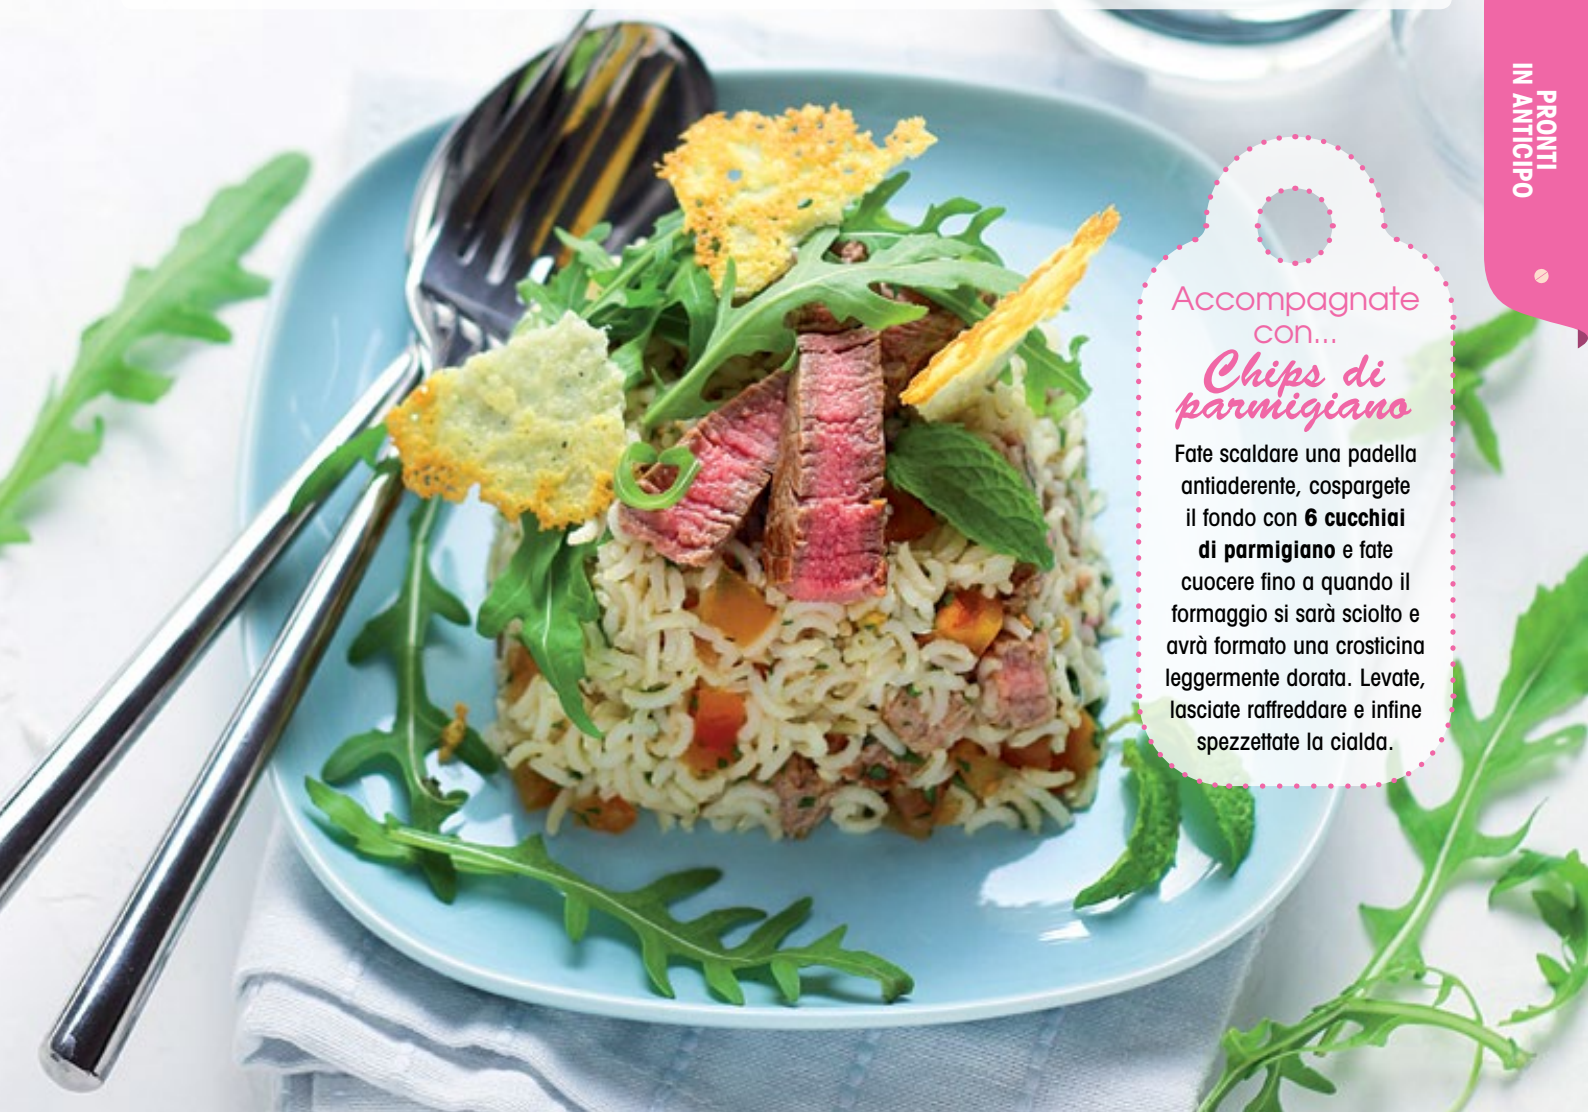 PRONTI
IN ANTICIPO
Accompagnate
con...
Chips di
parmigiano
Fate scaldare una padella
antiaderente, cospargete
il fondo con 6 cucchiai
di parmigiano e fate
cuocere fino a quando il
formaggio si sarà sciolto e
avrà formato una crosticina
leggermente dorata. Levate,
lasciate raffreddare e infine
spezzettate la cialda.